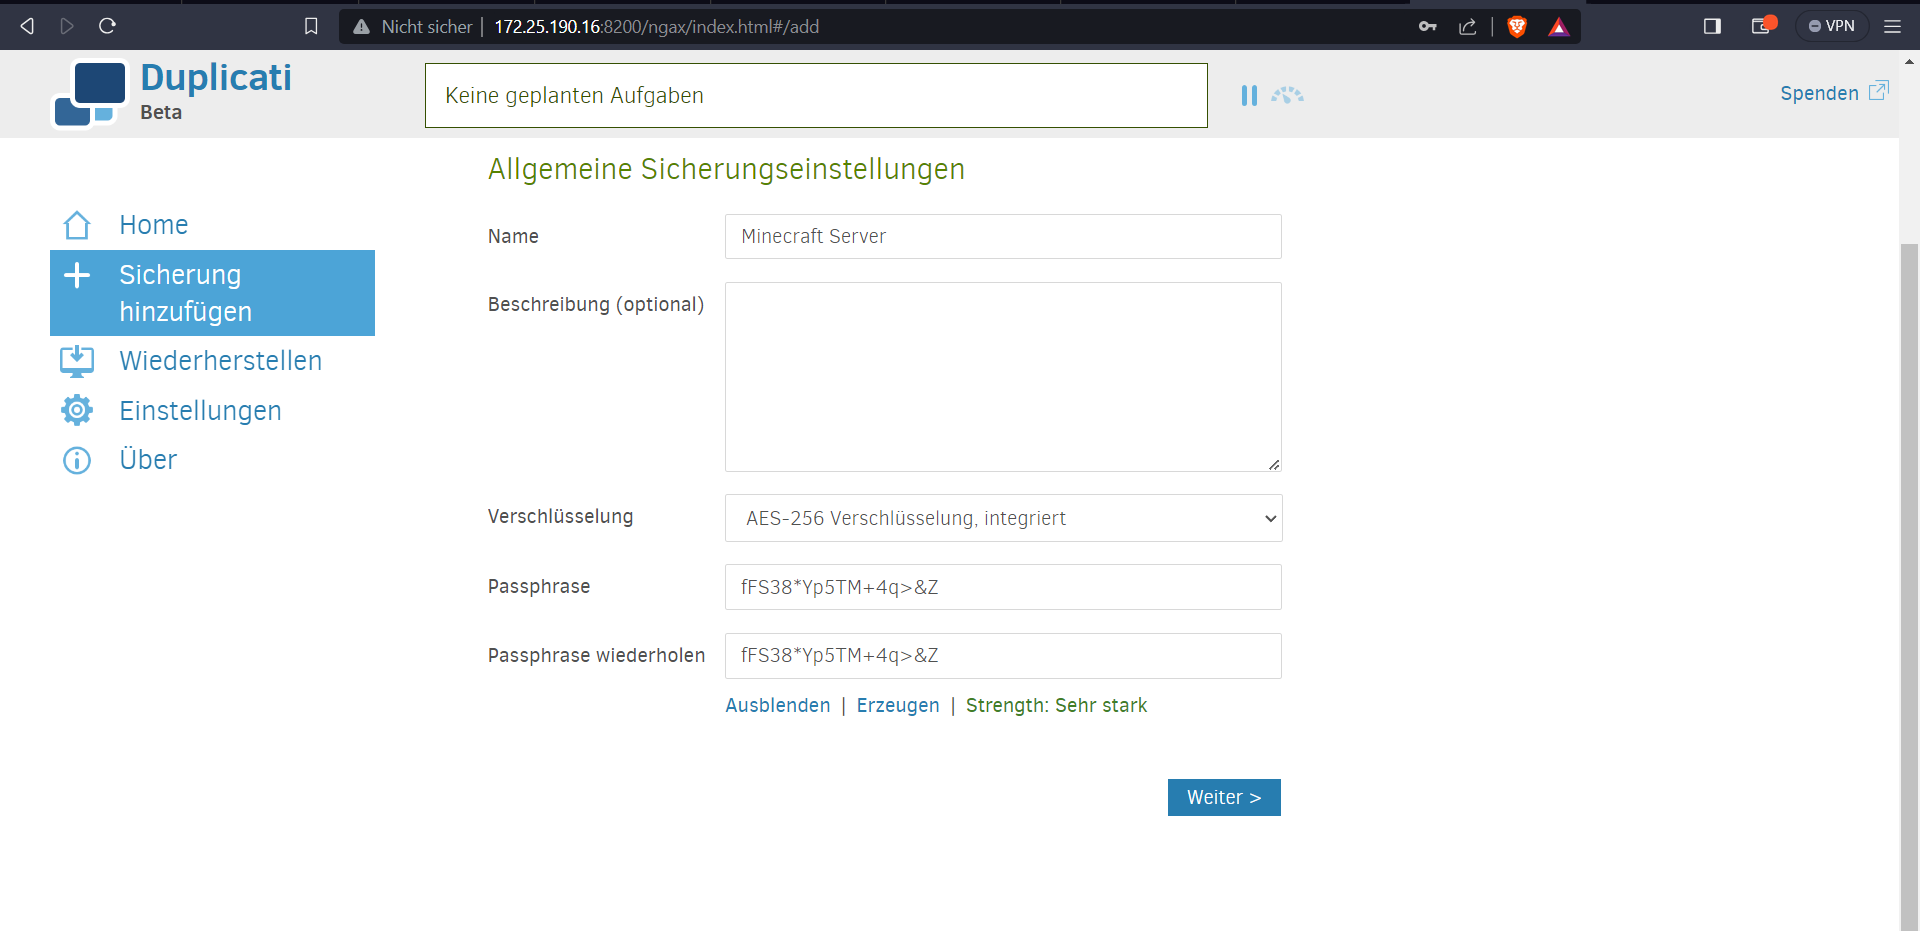 Nicht sicher | 172.25.190.16:8200/ngax/index.html#/add
VPN
Duplicati
Beta
Keine geplanten Aufgaben
Spenden
Home
Sicherung
hinzufügen
Wiederherstellen
Einstellungen
Über
Allgemeine Sicherungseinstellungen
Name
Minecraft Server
Beschreibung (optional)
Verschlüsselung
AES-256 Verschlüsselung, integriert
Passphrase
fFS38*Yp5TM+4q>&Z
Passphrase wiederholen
fFS38*Yp5TM+4q>&Z
Ausblenden | Erzeugen | Strength: Sehr stark
Weiter >